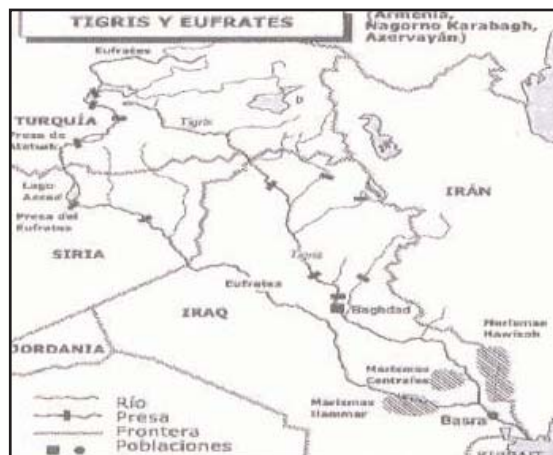 TIGRIS Y EUFRATES
(Armenia,
Nagorno Karabagh,
Azervayán)
Eufrates
TURQUÍA
Tigris
Presa de
Ataturk
Lago
Assad
Presa del
Eufrates
IRÁN
SIRIA
Tigris
Eufrates
IRAQ
Baghdad
JORDANIA
Marismas
Hawizeh
Marismas
Centrales
Marismas
Hammar
Basra
KUWAIT
Río
Presa
Frontera
Poblaciones